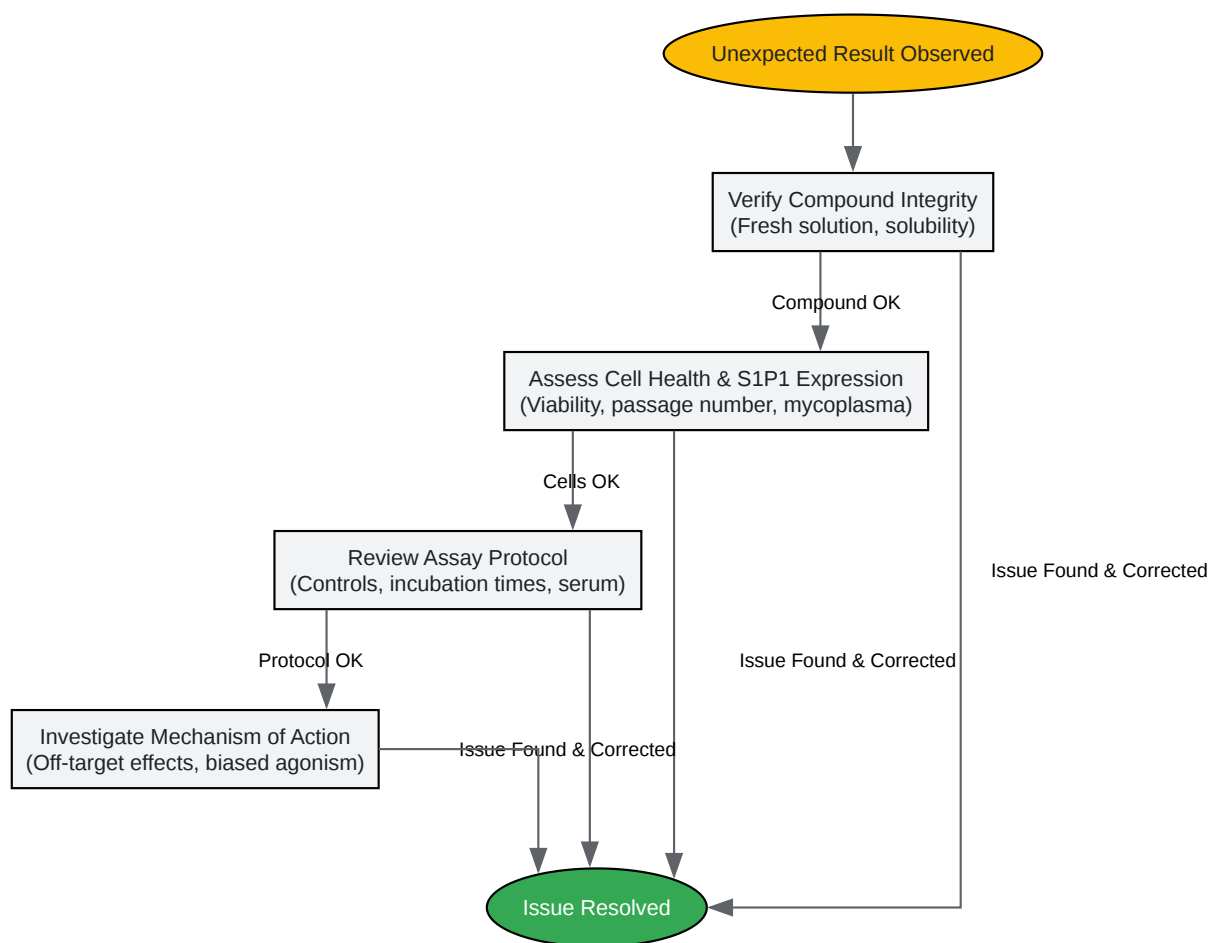 Unexpected Result Observed
Verify Compound Integrity
(Fresh solution, solubility)
Compound OK
Assess Cell Health & S1P1 Expression
(Viability, passage number, mycoplasma)
Cells OK
Review Assay Protocol
(Controls, incubation times, serum)
Issue Found & Corrected
Protocol OK
Issue Found & Corrected
Investigate Mechanism of Action
(Off-target effects, biased agonism)
Issue Found & Corrected
Issue Resolved